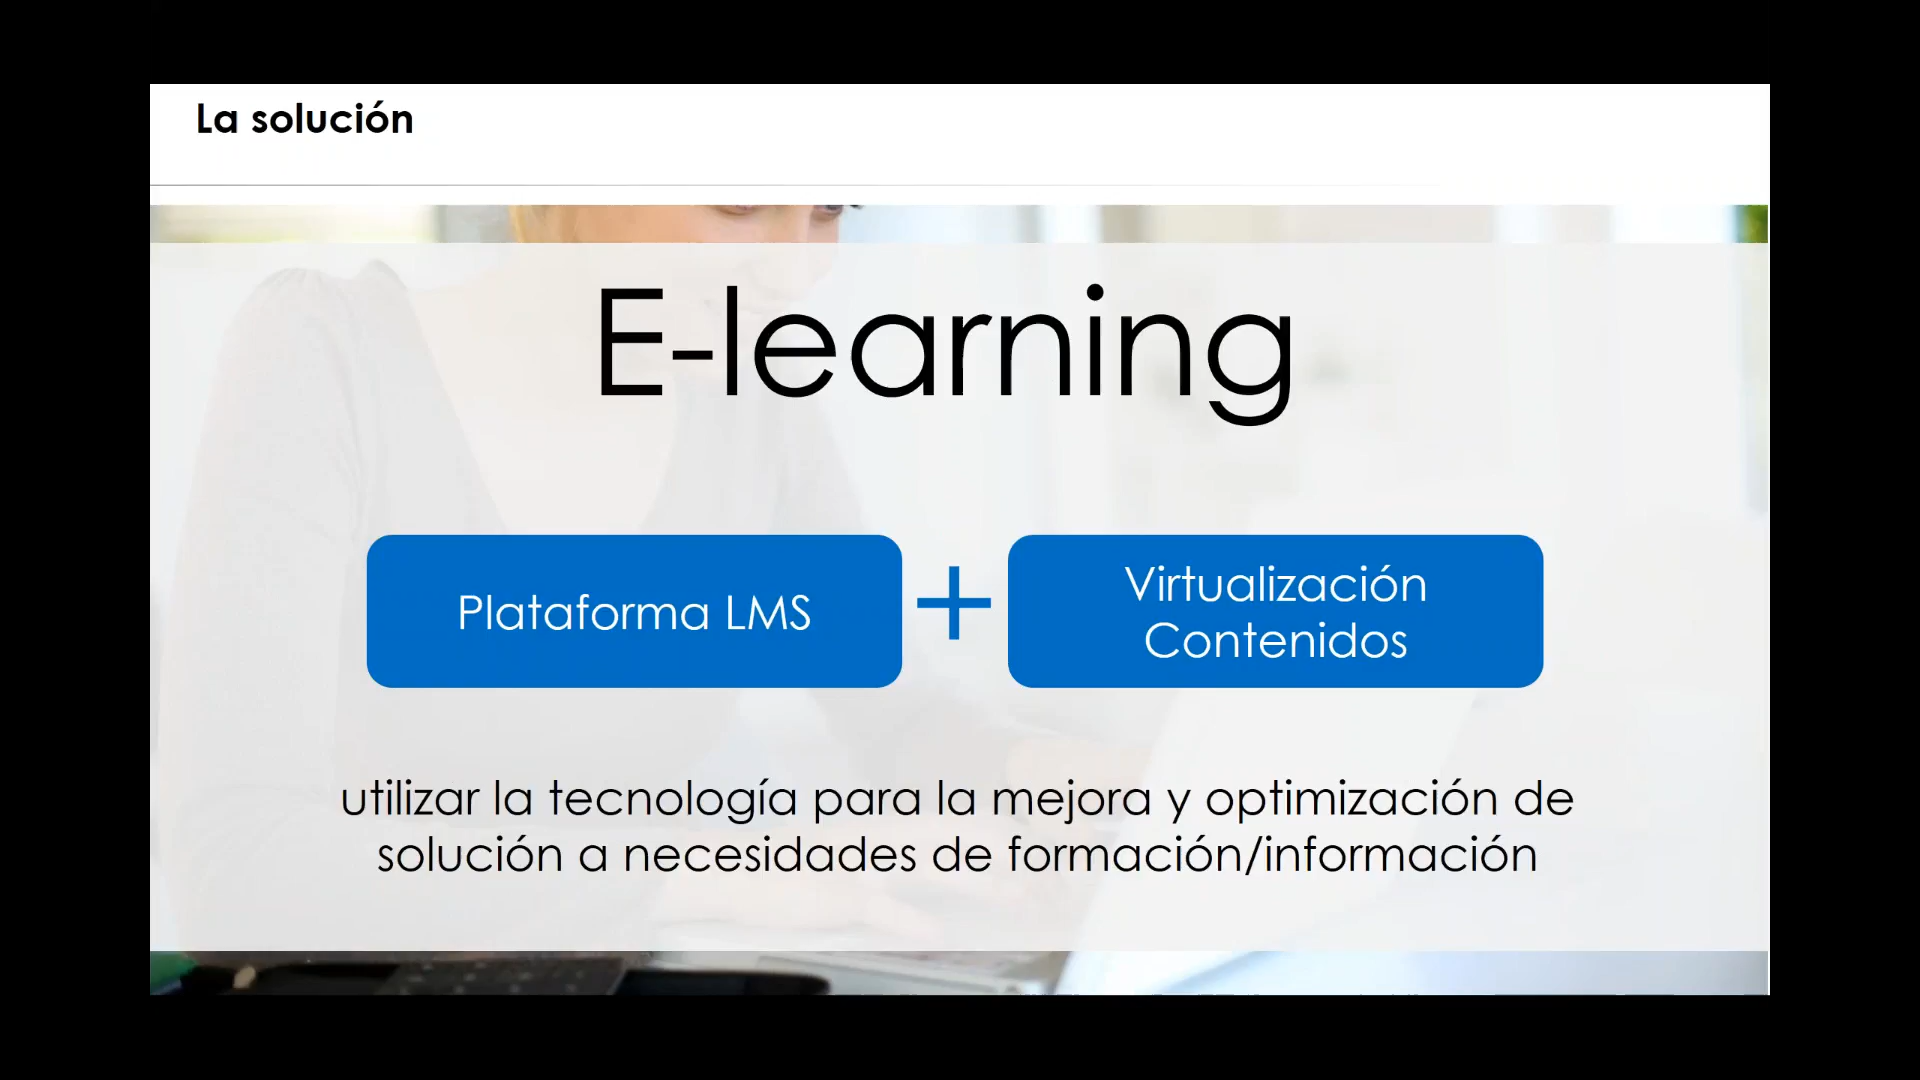 La solución
E-learning
Plataforma LMS
+
Virtualización
Contenidos
utilizar la tecnología para la mejora y optimización de
solución a necesidades de formación/información